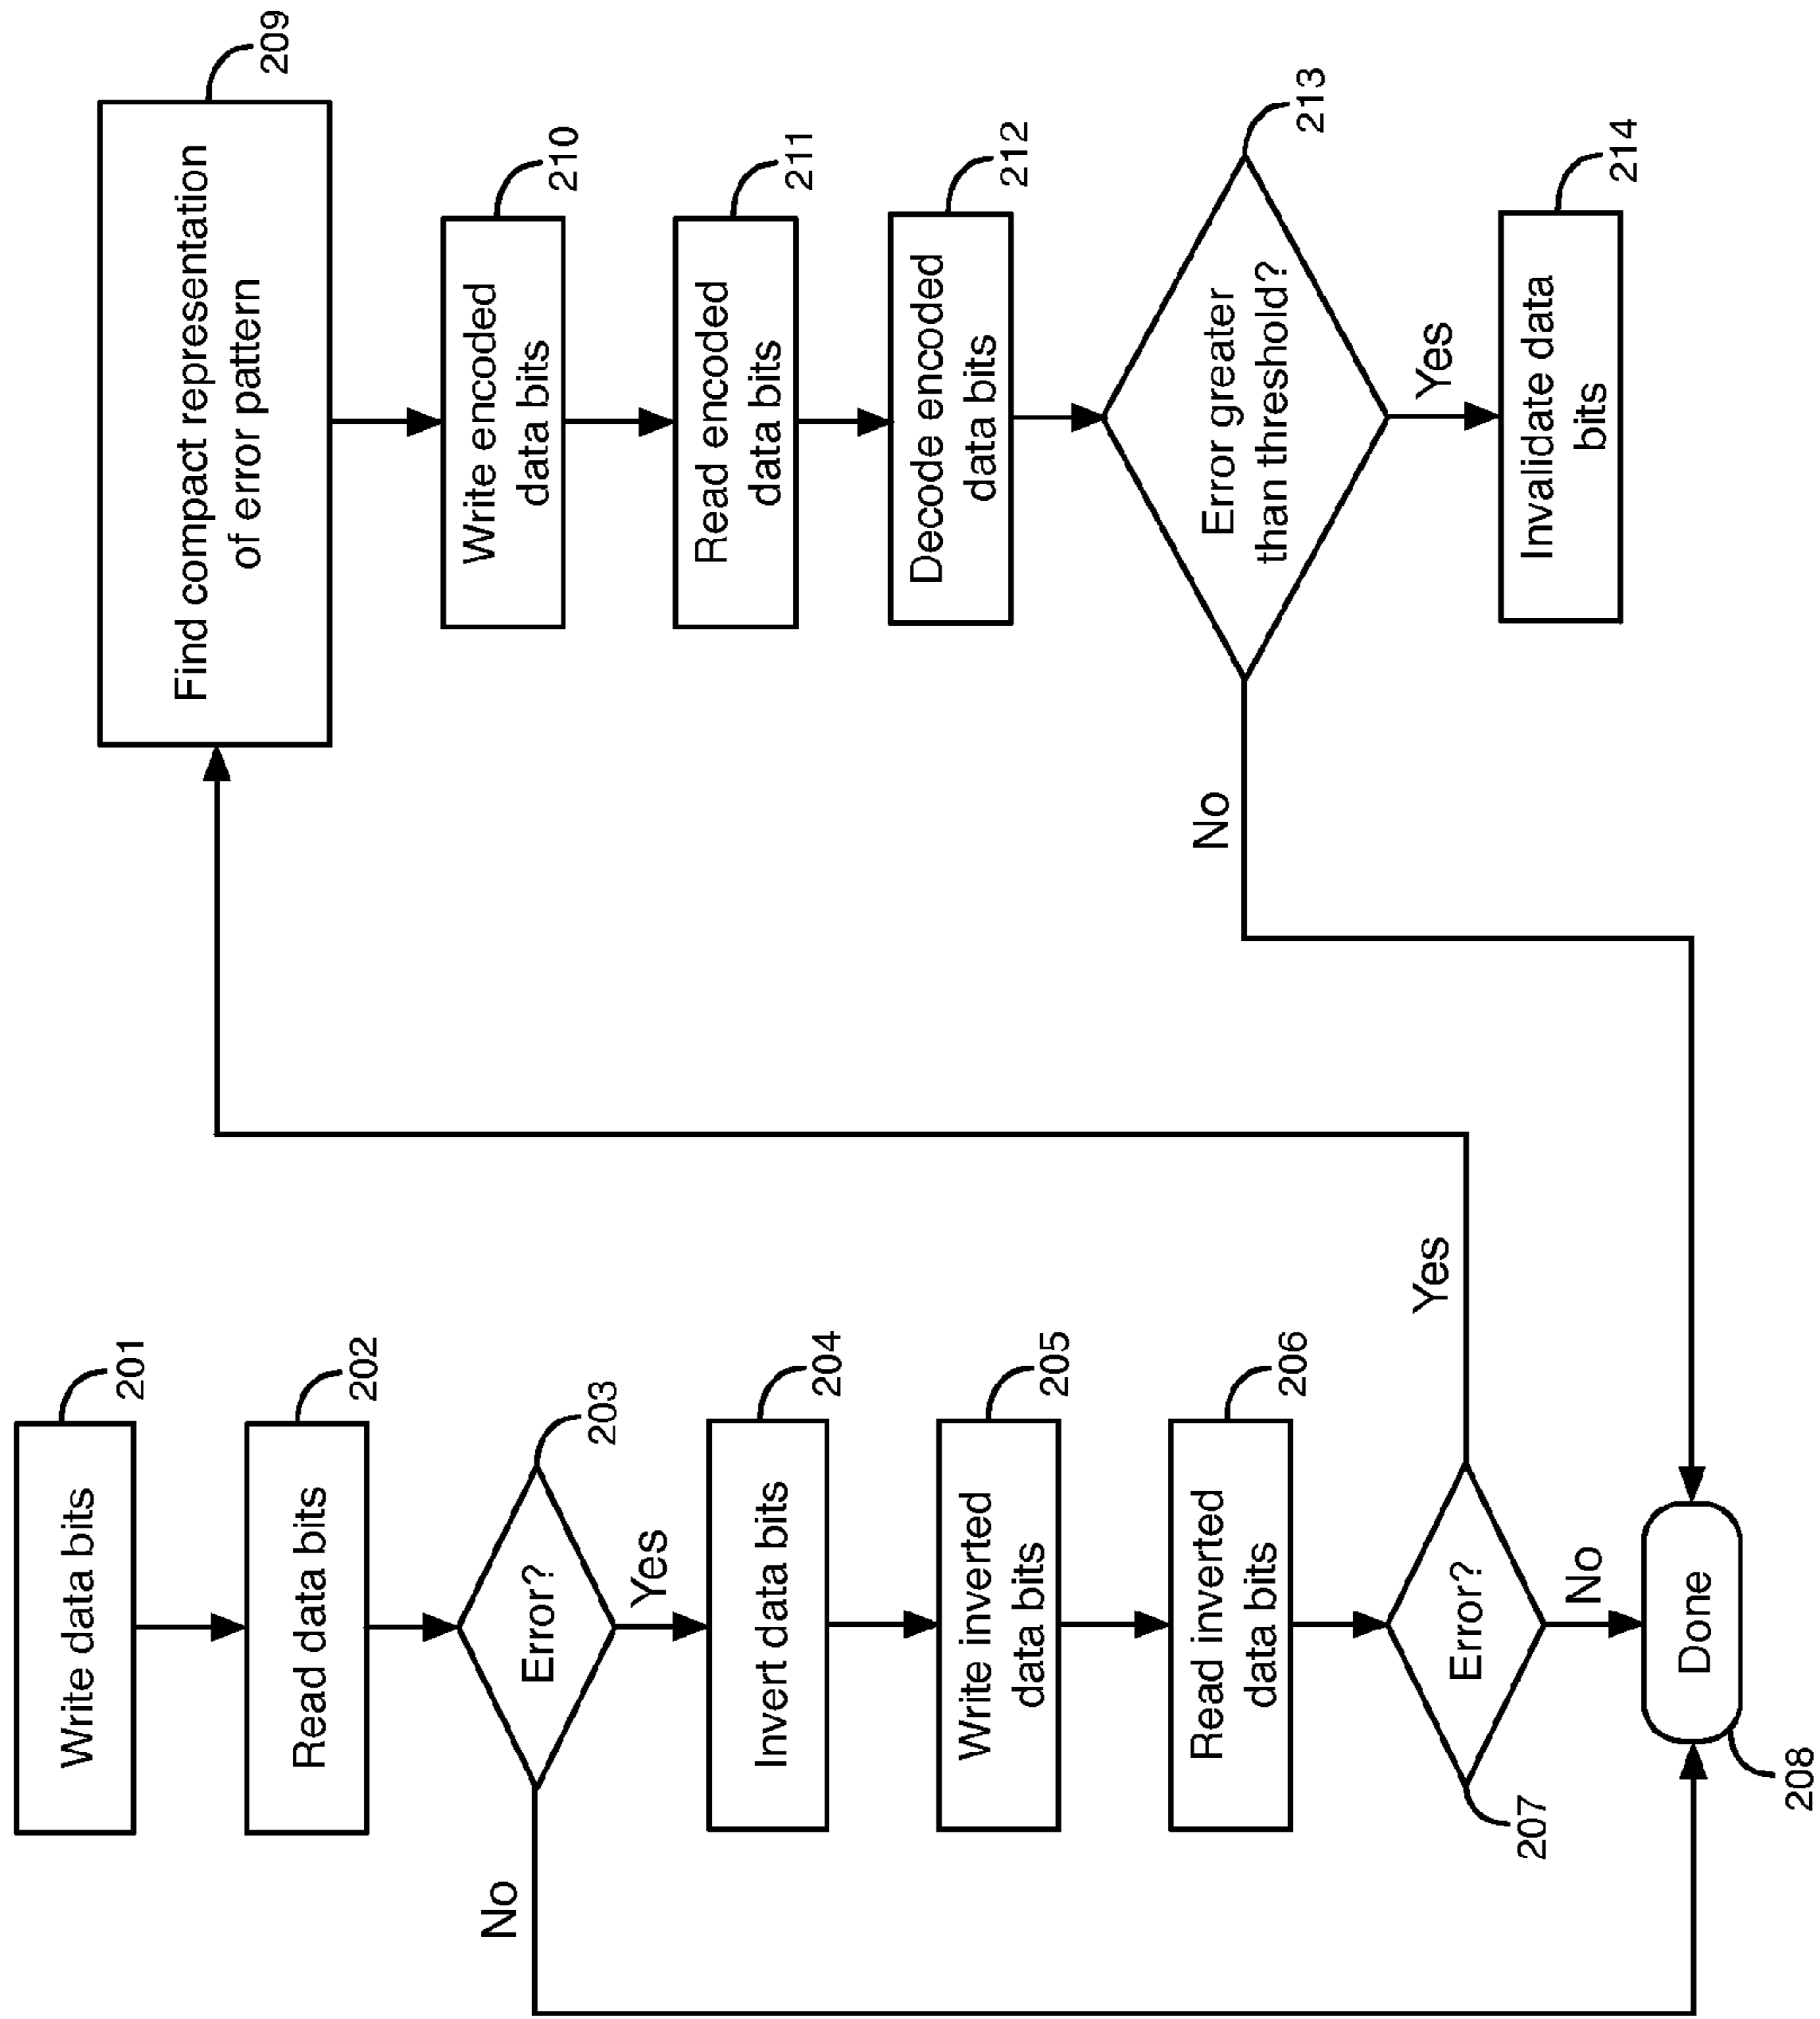 Write data bits
201
Read data bits
202
Error?
203
No
Yes
Invert data bits
204
Write inverted
data bits
205
Read inverted
data bits
206
Error?
207
Yes
No
Done
208
Find compact representation
of error pattern
209
Write encoded
data bits
210
Read encoded
data bits
211
Decode encoded
data bits
212
Error greater
than threshold?
213
No
Yes
Invalidate data
bits
214